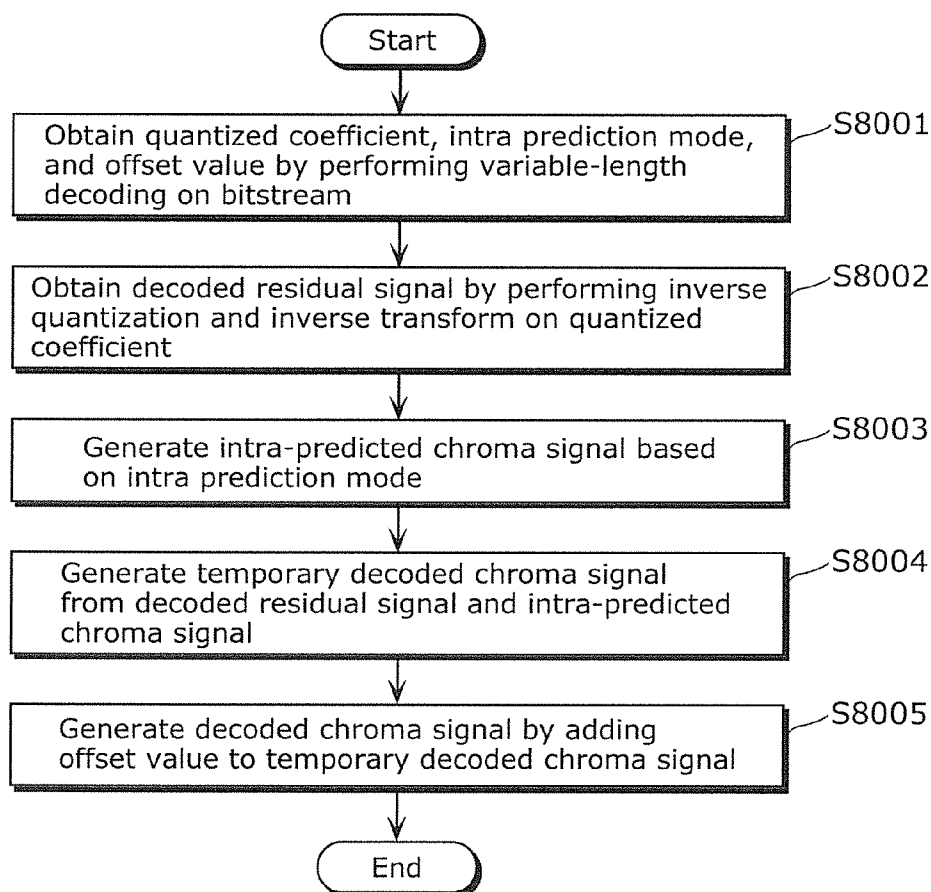 Start
S8001
Obtain quantized coefficient, intra prediction mode,
and offset value by performing variable-length
decoding on bitstream
S8002
Obtain decoded residual signal by performing inverse
quantization and inverse transform on quantized
coefficient
S8003
Generate intra-predicted chroma signal based
on intra prediction mode
S8004
Generate temporary decoded chroma signal
from decoded residual signal and intra-predicted
chroma signal
S8005
Generate decoded chroma signal by adding
offset value to temporary decoded chroma signal
End